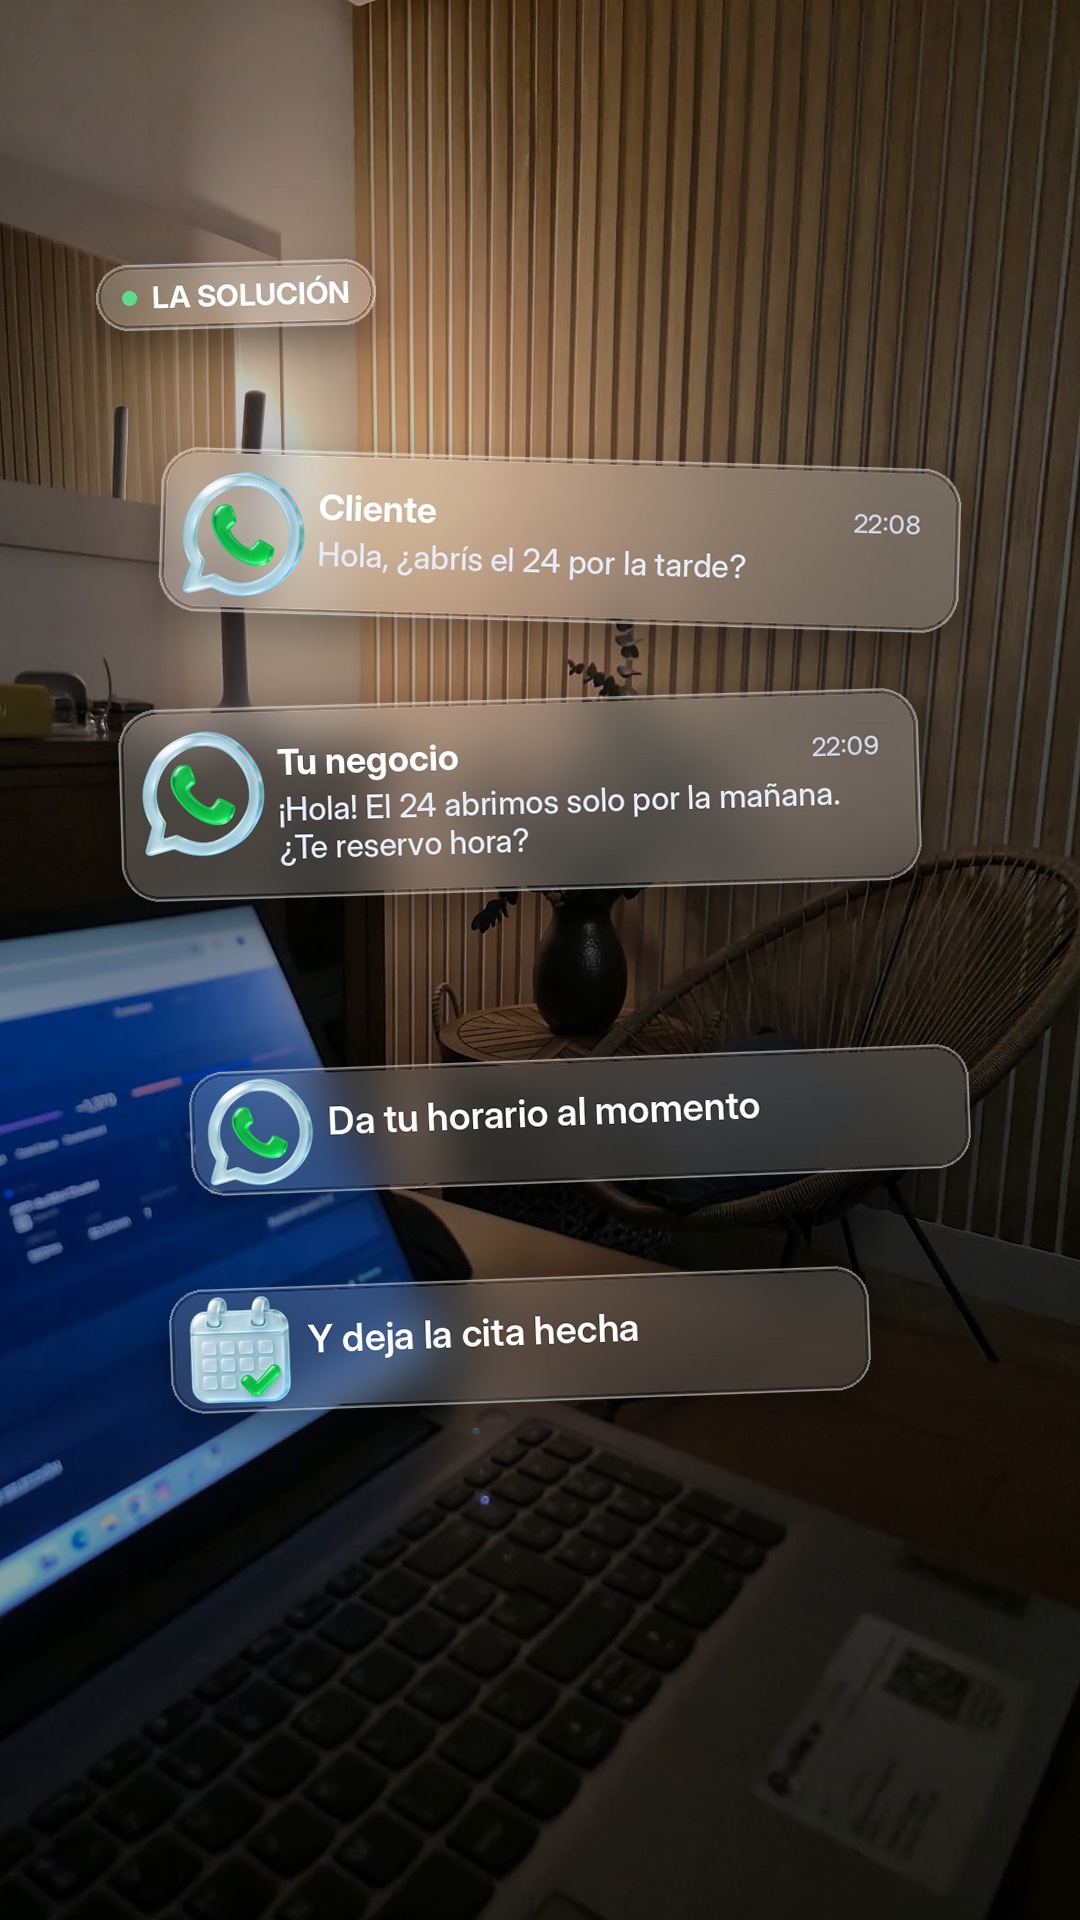 LA SOLUCIÓN
Cliente
22:08
Hola, ¿abrís el 24 por la tarde?
Tu negocio
22:09
¡Hola! El 24 abrimos solo por la mañana.
¿Te reservo hora?
Da tu horario al momento
Y deja la cita hecha